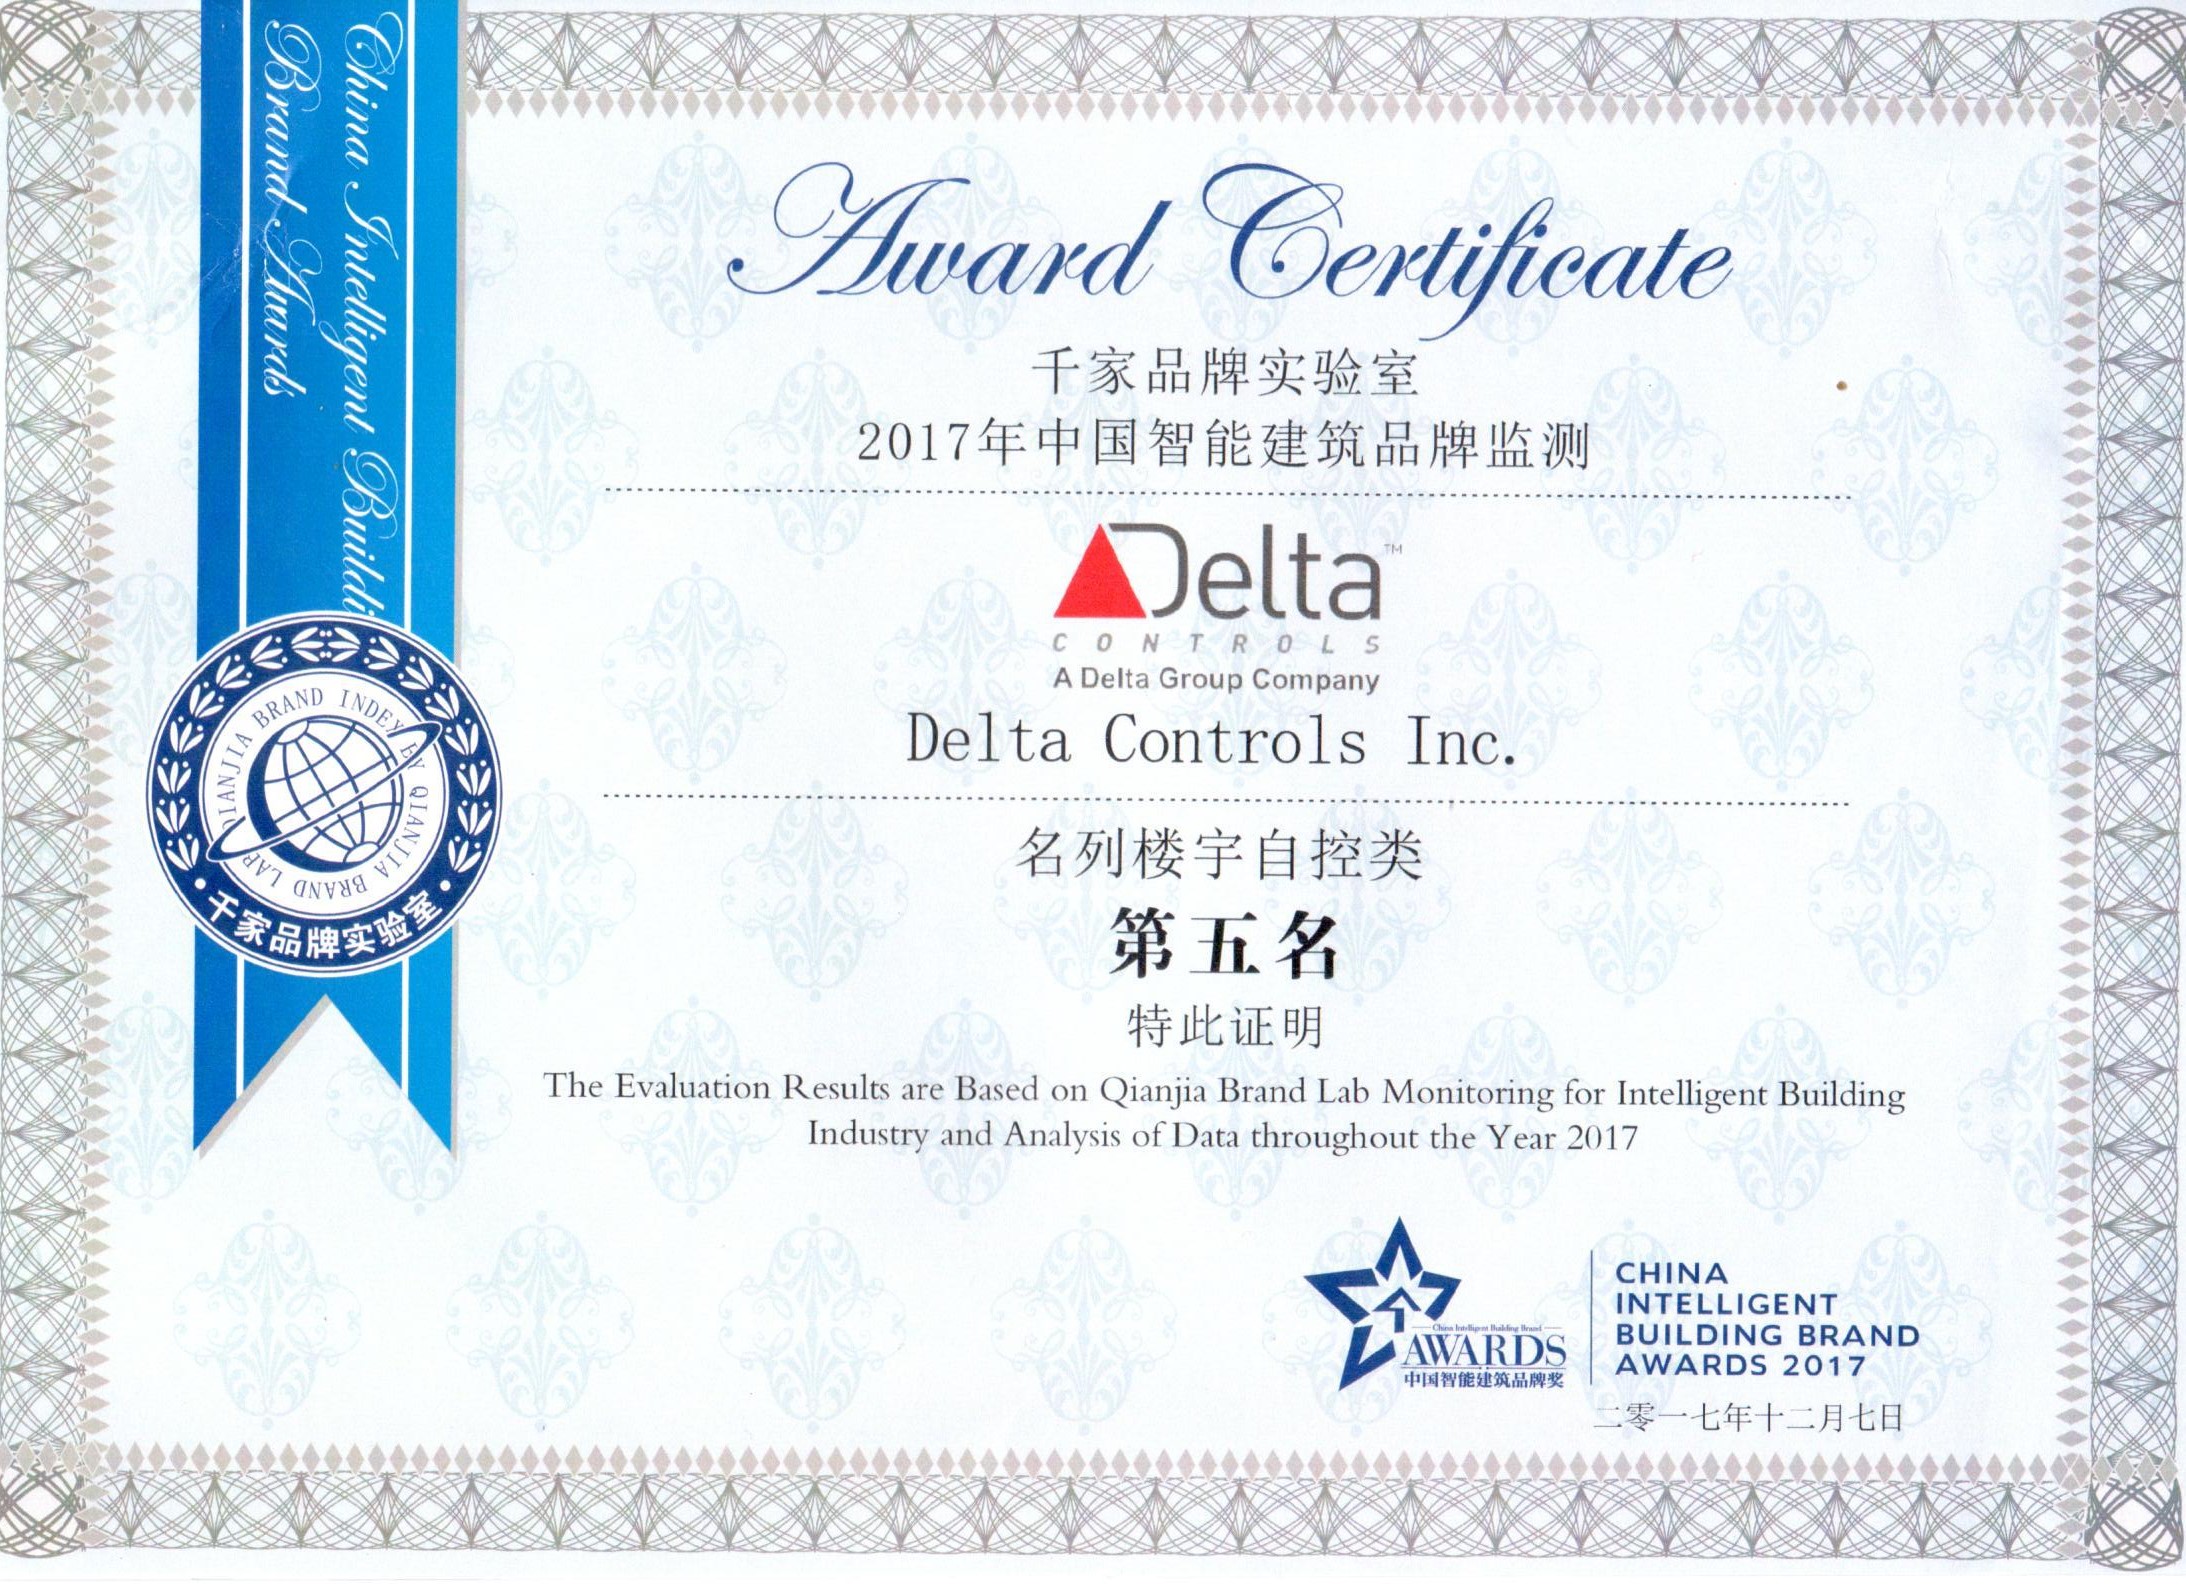 China Intelligent Buildi
Brand Awards
Award Certificate
千家品牌实验室
2017年中国智能建筑品牌监测
Delta™
CONTROLS
A Delta Group Company
Delta Controls Inc.
名列楼宇自控类
第五名
特此证明
The Evaluation Results are Based on Qianjia Brand Lab Monitoring for Intelligent Building
Industry and Analysis of Data throughout the Year 2017
QIANJIA BRAND INDEX BY QIANJIA BRAND LAB
千家品牌实验室
China Intelligent Building Brand
AWARDS
中国智能建筑品牌奖
CHINA
INTELLIGENT
BUILDING BRAND
AWARDS 2017
二零一七年十二月七日